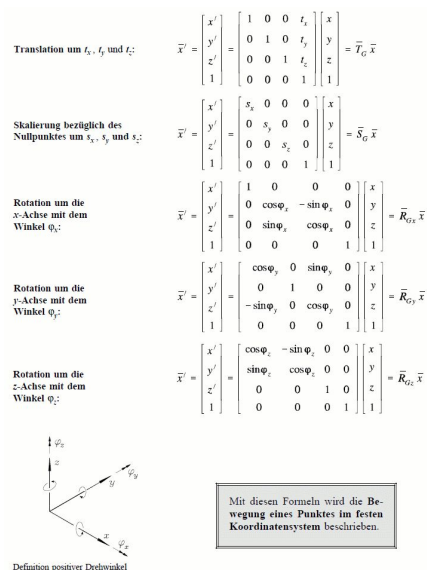 Translation um tₓ , tᵧ und t_z:
x̄′ = [x′ y′ z′ 1] = [1 0 0 tₓ; 0 1 0 t_y; 0 0 1 t_z; 0 0 0 1] [x y z 1] = T̄_G x̄
Skalierung bezüglich des
Nullpunktes um s_x , s_y und s_z:
x̄′ = [x′ y′ z′ 1] = [s_x 0 0 0; 0 s_y 0 0; 0 0 s_z 0; 0 0 0 1] [x y z 1] = S̄_G x̄
Rotation um die
x-Achse mit dem
Winkel φ_x:
x̄′ = [x′ y′ z′ 1] = [1 0 0 0; 0 cosφ_x −sinφ_x 0; 0 sinφ_x cosφ_x 0; 0 0 0 1] [x y z 1] = R̄_Gx x̄
Rotation um die
y-Achse mit dem
Winkel φ_y:
x̄′ = [x′ y′ z′ 1] = [cosφ_y 0 sinφ_y 0; 0 1 0 0; −sinφ_y 0 cosφ_y 0; 0 0 0 1] [x y z 1] = R̄_Gy x̄
Rotation um die
z-Achse mit dem
Winkel φ_z:
x̄′ = [x′ y′ z′ 1] = [cosφ_z −sinφ_z 0 0; sinφ_z cosφ_z 0 0; 0 0 1 0; 0 0 0 1] [x y z 1] = R̄_Gz x̄
φ_z
z
φ_y
y
x
φ_x
Definition positiver Drehwinkel
Mit diesen Formeln wird die Be-
wegung eines Punktes im festen
Koordinatensystem beschrieben.